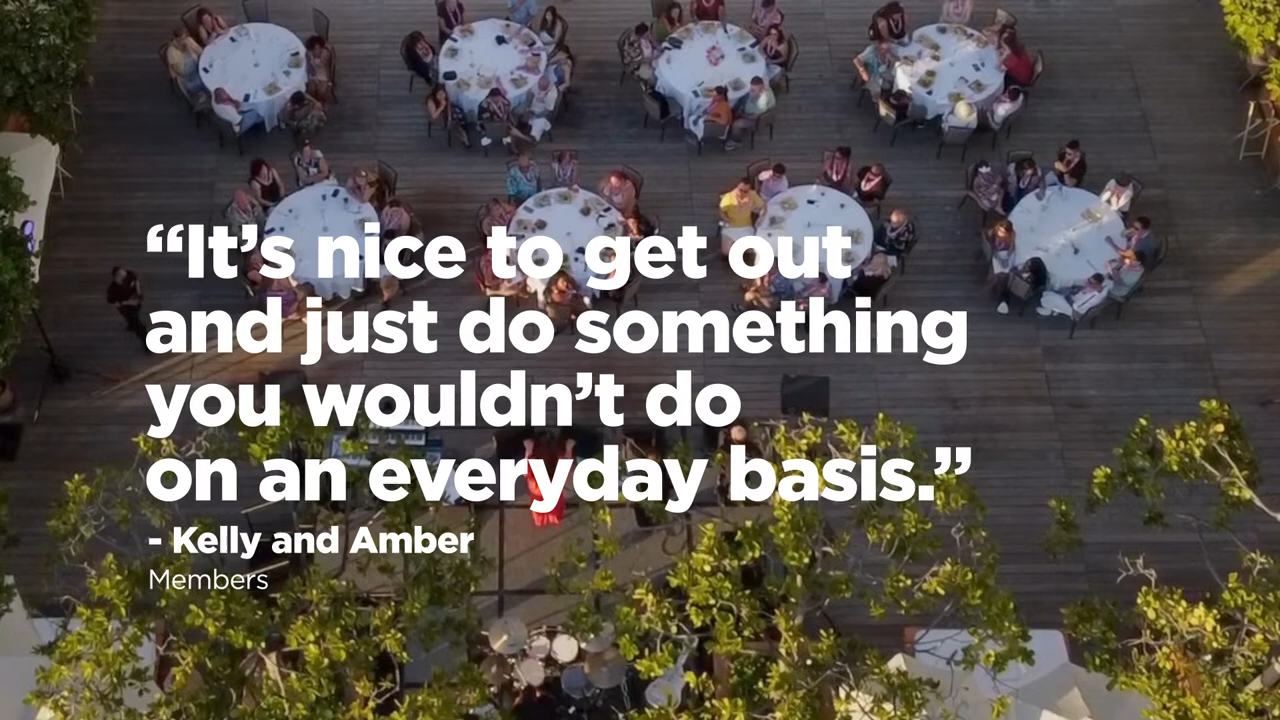 “It’s nice to get out
and just do something
you wouldn’t do
on an everyday basis.”
- Kelly and Amber
Members